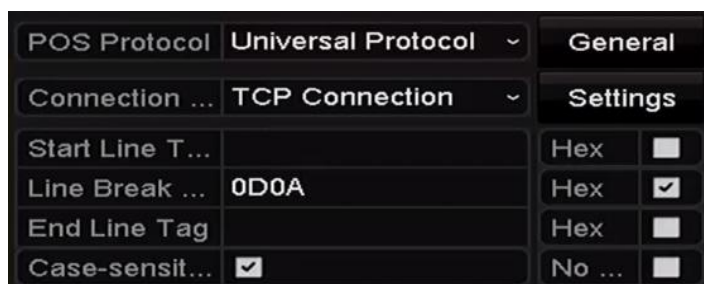 POS Protocol Universal Protocol General
Connection ... TCP Connection Settings
Start Line T... Hex
Line Break ... 0D0A Hex
End Line Tag Hex
Case-sensit... No ...